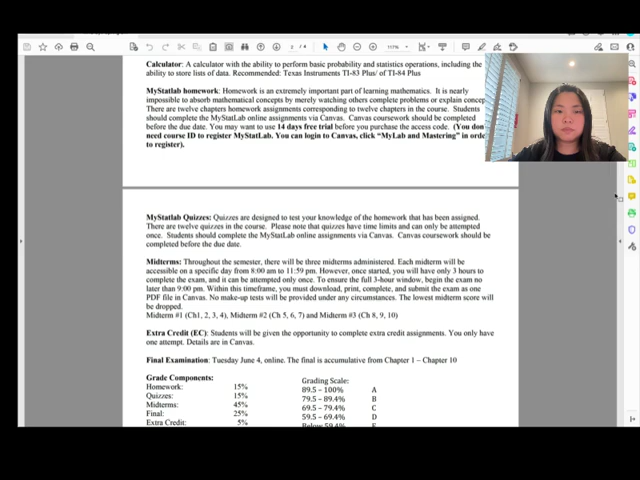 2 / 4
117%
Calculator: A calculator with the ability to perform basic probability and statistics operations, including the
ability to store lists of data. Recommended: Texas Instruments TI-83 Plus/ of TI-84 Plus
MyStatlab homework: Homework is an extremely important part of learning mathematics. It is nearly
impossible to absorb mathematical concepts by merely watching others complete problems or explain
There are twelve chapters homework assignments corresponding to twelve chapters in the course. Students
should complete the MyStatLab online assignments via Canvas. Canvas coursework should be completed
before the due date. You may want to use 14 days free trial before you purchase the access code. (You don
need course ID to register MyStatLab. You can login to Canvas, click “MyLab and Mastering” in orde
to register).
MyStatlab Quizzes: Quizzes are designed to test your knowledge of the homework that has been assigned.
There are twelve quizzes in the course. Please note that quizzes have time limits and can only be attempted
once. Students should complete the MyStatLab online assignments via Canvas. Canvas coursework should be
completed before the due date.
Midterms: Throughout the semester, there will be three midterms administered. Each midterm will be
accessible on a specific day from 8:00 am to 11:59 pm. However, once started, you will have only 3 hours to
complete the exam, and it can be attempted only once. To ensure the full 3-hour window, begin the exam no
later than 9:00 pm. Within this timeframe, you must download, print, complete, and submit the exam as one
PDF file in Canvas. No make-up tests will be provided under any circumstances. The lowest midterm score will
be dropped.
Midterm #1 (Ch1, 2, 3, 4), Midterm #2 (Ch 5, 6, 7) and Midterm #3 (Ch 8, 9, 10)
Extra Credit (EC): Students will be given the opportunity to complete extra credit assignments. You only have
one attempt. Details are in Canvas.
Final Examination: Tuesday June 4, online. The final is accumulative from Chapter 1 – Chapter 10
Grade Components:
Homework: 15%
Quizzes: 15%
Midterms: 45%
Final: 25%
Extra Credit: 5%
Grading Scale:
89.5 – 100% A
79.5 – 89.4% B
69.5 – 79.4% C
59.5 – 69.4% D
Below 59.4%